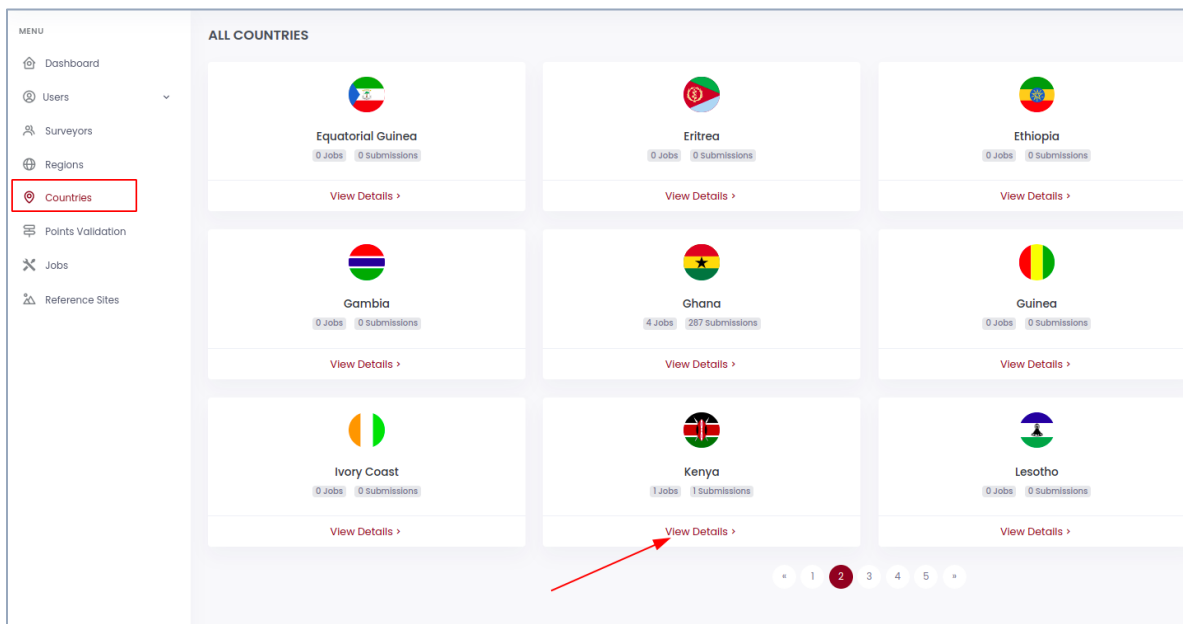 MENU
Dashboard
Users
Surveyors
Regions
Countries
Points Validation
Jobs
Reference Sites
ALL COUNTRIES
Equatorial Guinea
0 Jobs 0 Submissions
View Details >
Eritrea
0 Jobs 0 Submissions
View Details >
Ethiopia
0 Jobs 0 Submissions
View Details >
Gambia
0 Jobs 0 Submissions
View Details >
Ghana
4 Jobs 287 Submissions
View Details >
Guinea
0 Jobs 0 Submissions
View Details >
Ivory Coast
0 Jobs 0 Submissions
View Details >
Kenya
1 Jobs 1 Submissions
View Details >
Lesotho
0 Jobs 0 Submissions
View Details >
« 1 2 3 4 5 »